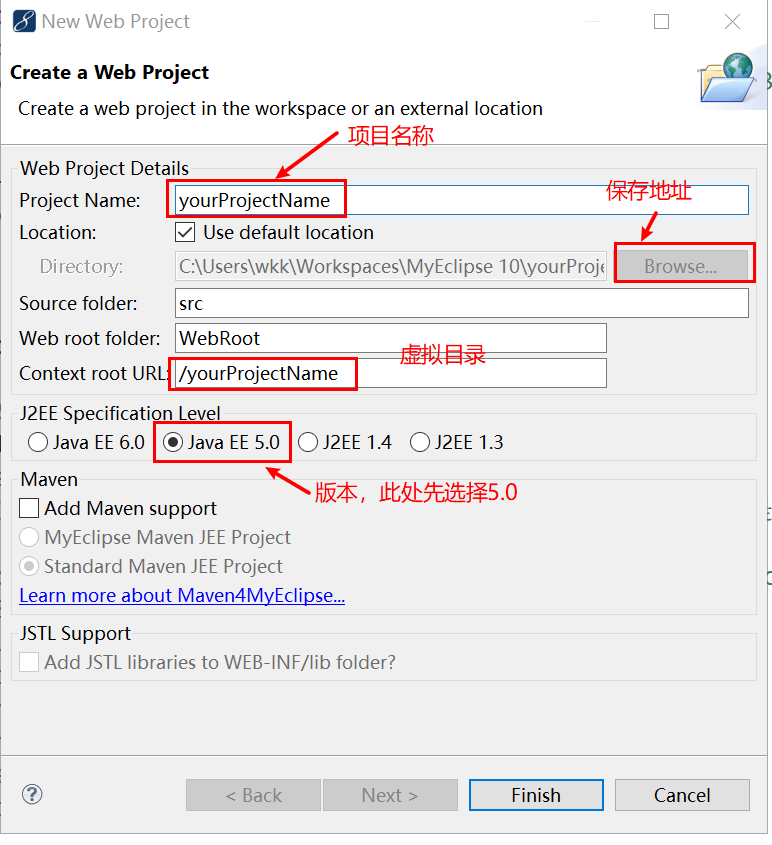 New Web Project
Create a Web Project
Create a web project in the workspace or an external location
项目名称
Web Project Details
保存地址
Project Name: yourProjectName
Location: Use default location
Directory: C:\Users\wkk\Workspaces\MyEclipse 10\yourProje Browse...
Source folder: src
Web root folder: WebRoot
虚拟目录
Context root URL: /yourProjectName
J2EE Specification Level
Java EE 6.0 Java EE 5.0 J2EE 1.4 J2EE 1.3
版本，此处先选择5.0
Maven
Add Maven support
MyEclipse Maven JEE Project
Standard Maven JEE Project
Learn more about Maven4MyEclipse...
JSTL Support
Add JSTL libraries to WEB-INF/lib folder?
< Back Next > Finish Cancel